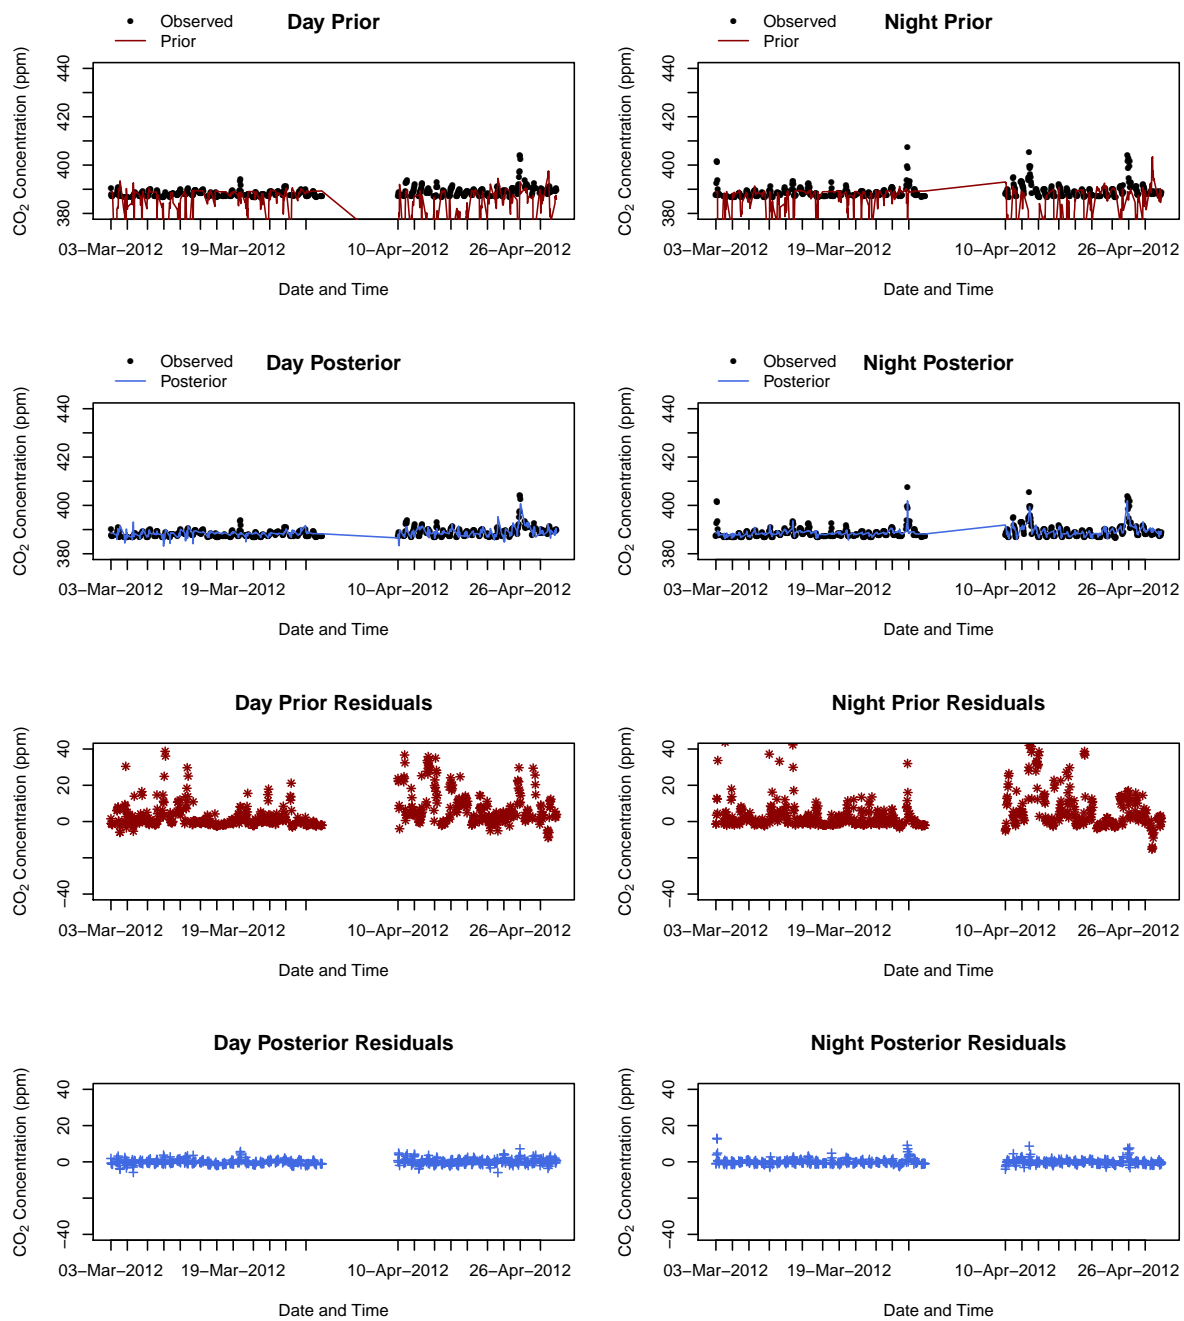 Day Prior
Observed
Prior
CO₂ Concentration (ppm)
440
420
400
380
03−Mar−2012 19−Mar−2012 10−Apr−2012 26−Apr−2012
Date and Time
Night Prior
Observed
Prior
CO₂ Concentration (ppm)
440
420
400
380
03−Mar−2012 19−Mar−2012 10−Apr−2012 26−Apr−2012
Date and Time
Day Posterior
Observed
Posterior
CO₂ Concentration (ppm)
440
420
400
380
03−Mar−2012 19−Mar−2012 10−Apr−2012 26−Apr−2012
Date and Time
Night Posterior
Observed
Posterior
CO₂ Concentration (ppm)
440
420
400
380
03−Mar−2012 19−Mar−2012 10−Apr−2012 26−Apr−2012
Date and Time
Day Prior Residuals
CO₂ Concentration (ppm)
40
20
0
−40
03−Mar−2012 19−Mar−2012 10−Apr−2012 26−Apr−2012
Date and Time
Night Prior Residuals
CO₂ Concentration (ppm)
40
20
0
−40
03−Mar−2012 19−Mar−2012 10−Apr−2012 26−Apr−2012
Date and Time
Day Posterior Residuals
CO₂ Concentration (ppm)
40
20
0
−40
03−Mar−2012 19−Mar−2012 10−Apr−2012 26−Apr−2012
Date and Time
Night Posterior Residuals
CO₂ Concentration (ppm)
40
20
0
−40
03−Mar−2012 19−Mar−2012 10−Apr−2012 26−Apr−2012
Date and Time